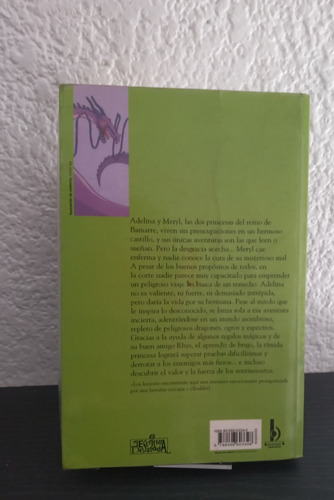 Adelina y Meryl, las dos princesas del reino de
Bamarre, viven sin preocupaciones en un hermoso
castillo, y sus únicas aventuras son las que leen o
sueñan. Pero la desgracia acecha... Meryl cae
enferma y nadie conoce la cura de su misterioso mal.
A pesar de los buenos propósitos de todos, en
la corte nadie parece muy capacitado para emprender
un peligroso viaje en busca de un remedio. Adelina
no es valiente, ni fuerte, ni demasiado intrépida,
pero daría la vida por su hermana. Pese al miedo que
le inspira lo desconocido, se lanza sola a esa aventura
incierta, adentrándose en un mundo asombroso,
repleto de peligrosos dragones, ogros y espectros.
Gracias a la ayuda de algunos regalos mágicos y de
su buen amigo Rhys, el aprendiz de brujo, la tímida
princesa logrará superar pruebas dificilísimas y
derrotar a los enemigos más fieros... e incluso
descubrir el valor y la fuerza de los sentimientos.